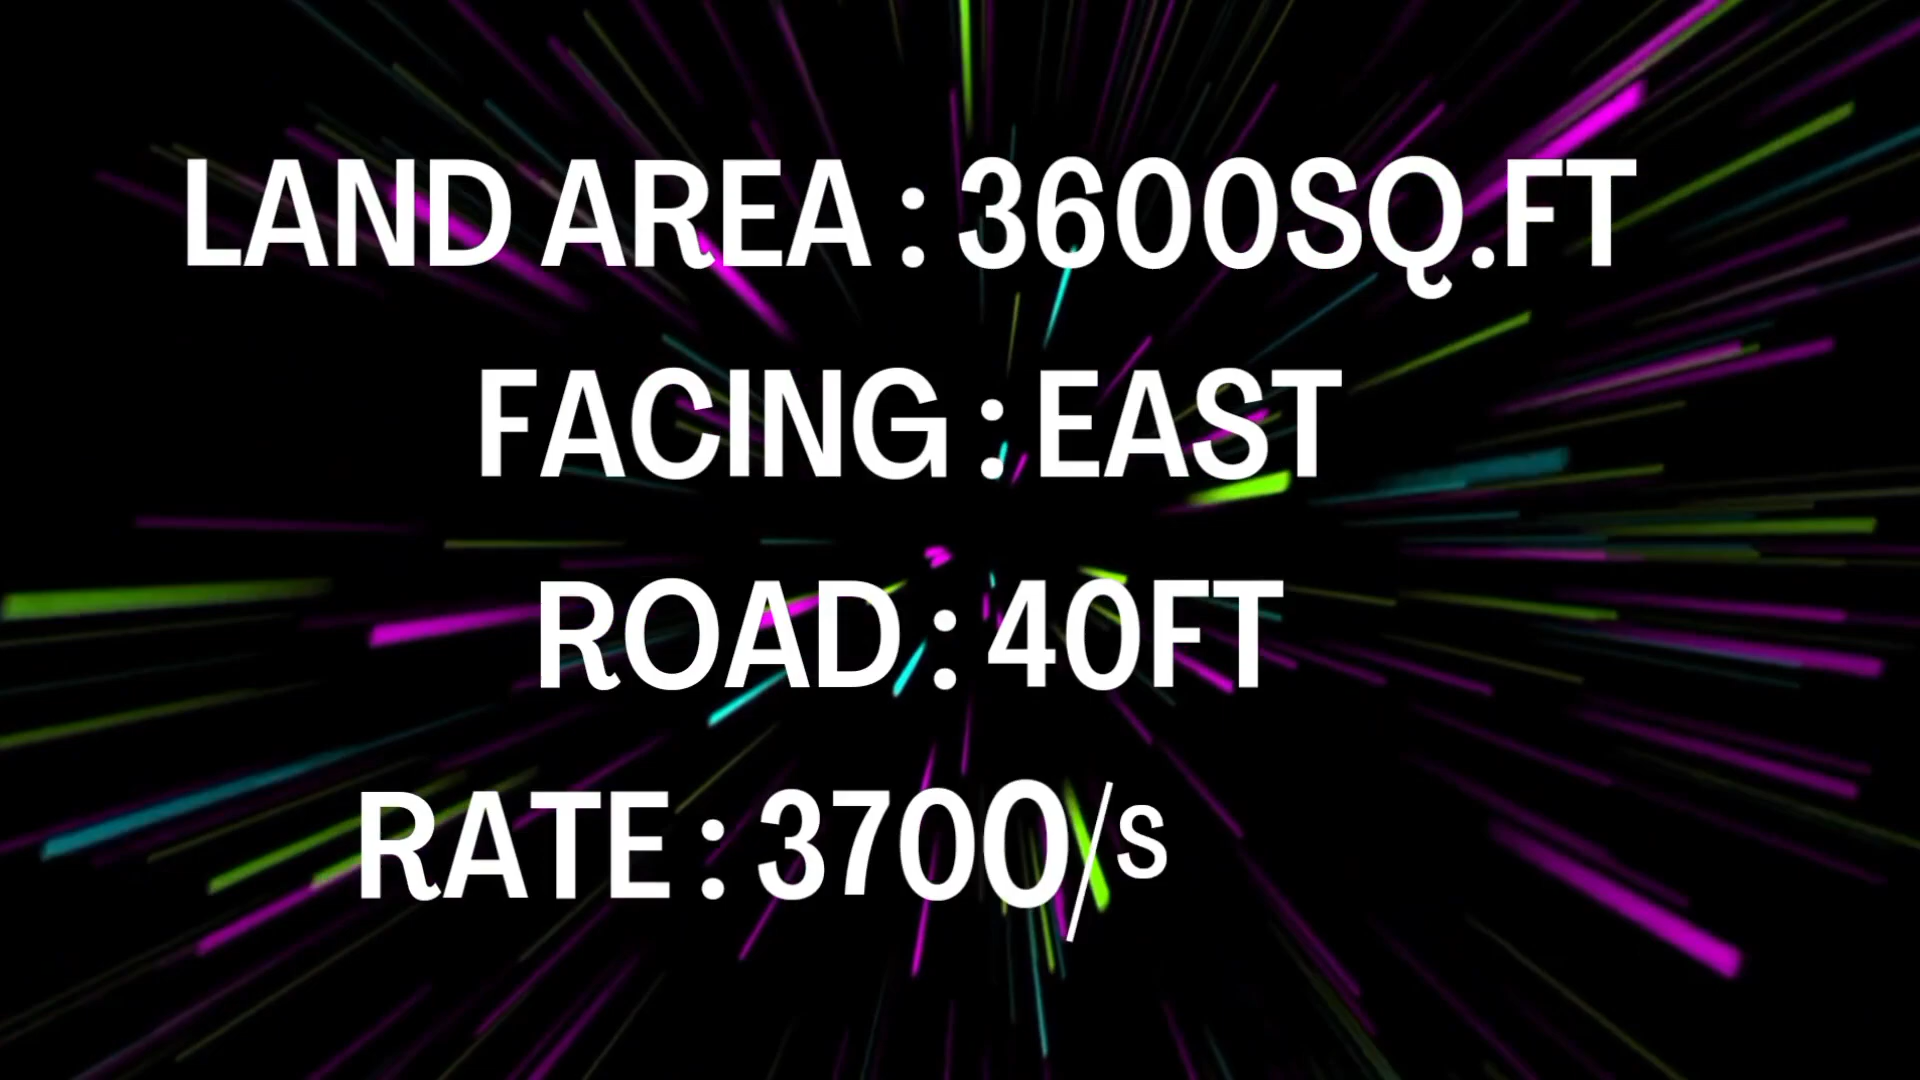 LAND AREA : 3600SQ.FT
FACING : EAST
ROAD : 40FT
RATE : 3700/s